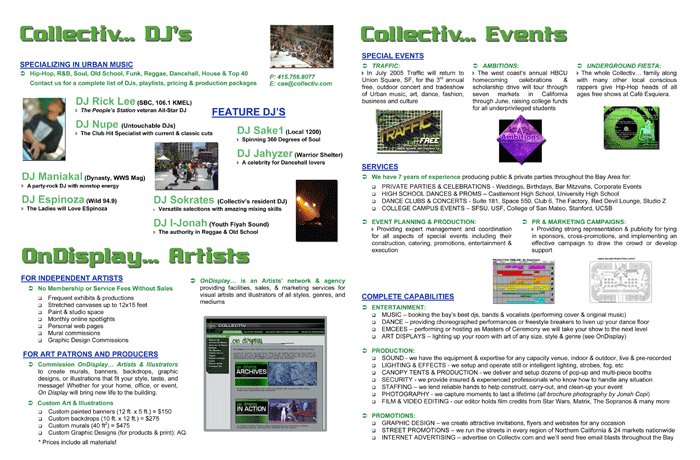 Collectiv... DJ's
SPECIALIZING IN URBAN MUSIC
Hip-Hop, R&B, Soul, Old School, Funk, Reggae, Dancehall, House & Top 40
Contact us for a complete list of DJs, playlists, pricing & production packages
P: 415.756.8077
E: cae@collectiv.com
DJ Rick Lee (SBC, 106.1 KMEL)
The People's Station veteran All-Star DJ
DJ Nupe (Untouchable DJs)
The Club Hit Specialist with current & classic cuts
FEATURE DJ'S
DJ Sake1 (Local 1200)
Spinning 360 Degrees of Soul
DJ Jahyzer (Warrior Shelter)
A celebrity for Dancehall lovers
DJ Maniakal (Dynasty, WWS Mag)
A party-rock DJ with nonstop energy
DJ Espinoza (Wild 94.9)
The Ladies will Love ESpinoza
DJ Sokrates (Collectiv's resident DJ)
Versatile selections with amazing mixing skills
DJ I-Jonah (Youth Fiyah Sound)
The authority in Reggae & Old School
OnDisplay... Artists
FOR INDEPENDENT ARTISTS
No Membership or Service Fees Without Sales
Frequent exhibits & productions
Stretched canvases up to 12x15 feet
Paint & studio space
Monthly online spotlights
Personal web pages
Mural commissions
Graphic Design Commissions
FOR ART PATRONS AND PRODUCERS
Commission OnDisplay... Artists & Illustrators
to create murals, banners, backdrops, graphic
designs, or illustrations that fit your style, taste, and
message! Whether for your home, office, or event,
On Display will bring new life to the building.
Custom Art & Illustrations
Custom painted banners (12 ft. x 5 ft.) = $150
Custom backdrops (10 ft. x 12 ft.) = $275
Custom murals (40 ft²) = $475
Custom Graphic Designs (for products & print): AQ.
* Prices include all materials!
OnDisplay... is an Artists' network & agency
providing facilities, sales, & marketing services for
visual artists and illustrators of all styles, genres, and
mediums
COLLECTIV
ARCHIVES
IN ACTION
Collectiv... Events
SPECIAL EVENTS
TRAFFIC:
In July 2005 Traffic will return to
Union Square, SF, for the 3rd annual
free, outdoor concert and tradeshow
of Urban music, art, dance, fashion,
business and culture
TRAFFIC
FREE
AMBITIONS:
The west coast's annual HBCU
homecoming celebrations &
scholarship drive will tour through
seven markets in California
through June, raising college funds
for all underprivileged students
Ambitions
UNDERGROUND FIESTA:
The whole Collectiv... family along
with many other local conscious
rappers give Hip-Hop heads of all
ages free shows at Café Esquiera.
SERVICES
We have 7 years of experience producing public & private parties throughout the Bay Area for:
PRIVATE PARTIES & CELEBRATIONS - Weddings, Birthdays, Bar Mitzvahs, Corporate Events
HIGH SCHOOL DANCES & PROMS – Castlemont High School, University High School
DANCE CLUBS & CONCERTS - Suite 181, Space 550, Club 6, The Factory, Red Devil Lounge, Studio Z
COLLEGE CAMPUS EVENTS – SFSU, USF, College of San Mateo, Stanford, UCSB
EVENT PLANNING & PRODUCTION:
Providing expert management and coordination
for all aspects of special events including their
construction, catering, promotions, entertainment &
execution
PR & MARKETING CAMPAIGNS:
Providing strong representation & publicity for tying
in sponsors, cross-promotions, and implementing an
effective campaign to draw the crowd or develop
support
COMPLETE CAPABILITIES
ENTERTAINMENT:
MUSIC – booking the bay's best djs, bands & vocalists (performing cover & original music)
DANCE – providing choreographed performances or freestyle breakers to liven up your dance floor
EMCEES – performing or hosting as Masters of Ceremony we will take your show to the next level
ART DISPLAYS – lighting up your room with art of any size, style & genre (see OnDisplay)
PRODUCTION:
SOUND - we have the equipment & expertise for any capacity venue, indoor & outdoor, live & pre-recorded
LIGHTING & EFFECTS - we setup and operate still or intelligent lighting, strobes, fog, etc
CANOPY TENTS & PRODUCTION - we deliver and setup dozens of pop-up and multi-piece booths
SECURITY - we provide insured & experienced professionals who know how to handle any situation
STAFFING – we lend reliable hands to help construct, carry-out, and clean-up your event
PHOTOGRAPHY - we capture moments to last a lifetime (all brochure photography by Jonah Copi)
FILM & VIDEO EDITING - our editor holds film credits from Star Wars, Matrix, The Sopranos & many more
PROMOTIONS:
GRAPHIC DESIGN – we create attractive invitations, flyers and websites for any occasion
STREET PROMOTIONS – we run the streets in every region of Northern California & 24 markets nationwide
INTERNET ADVERTISING – advertise on Collectiv.com and we'll send free email blasts throughout the Bay